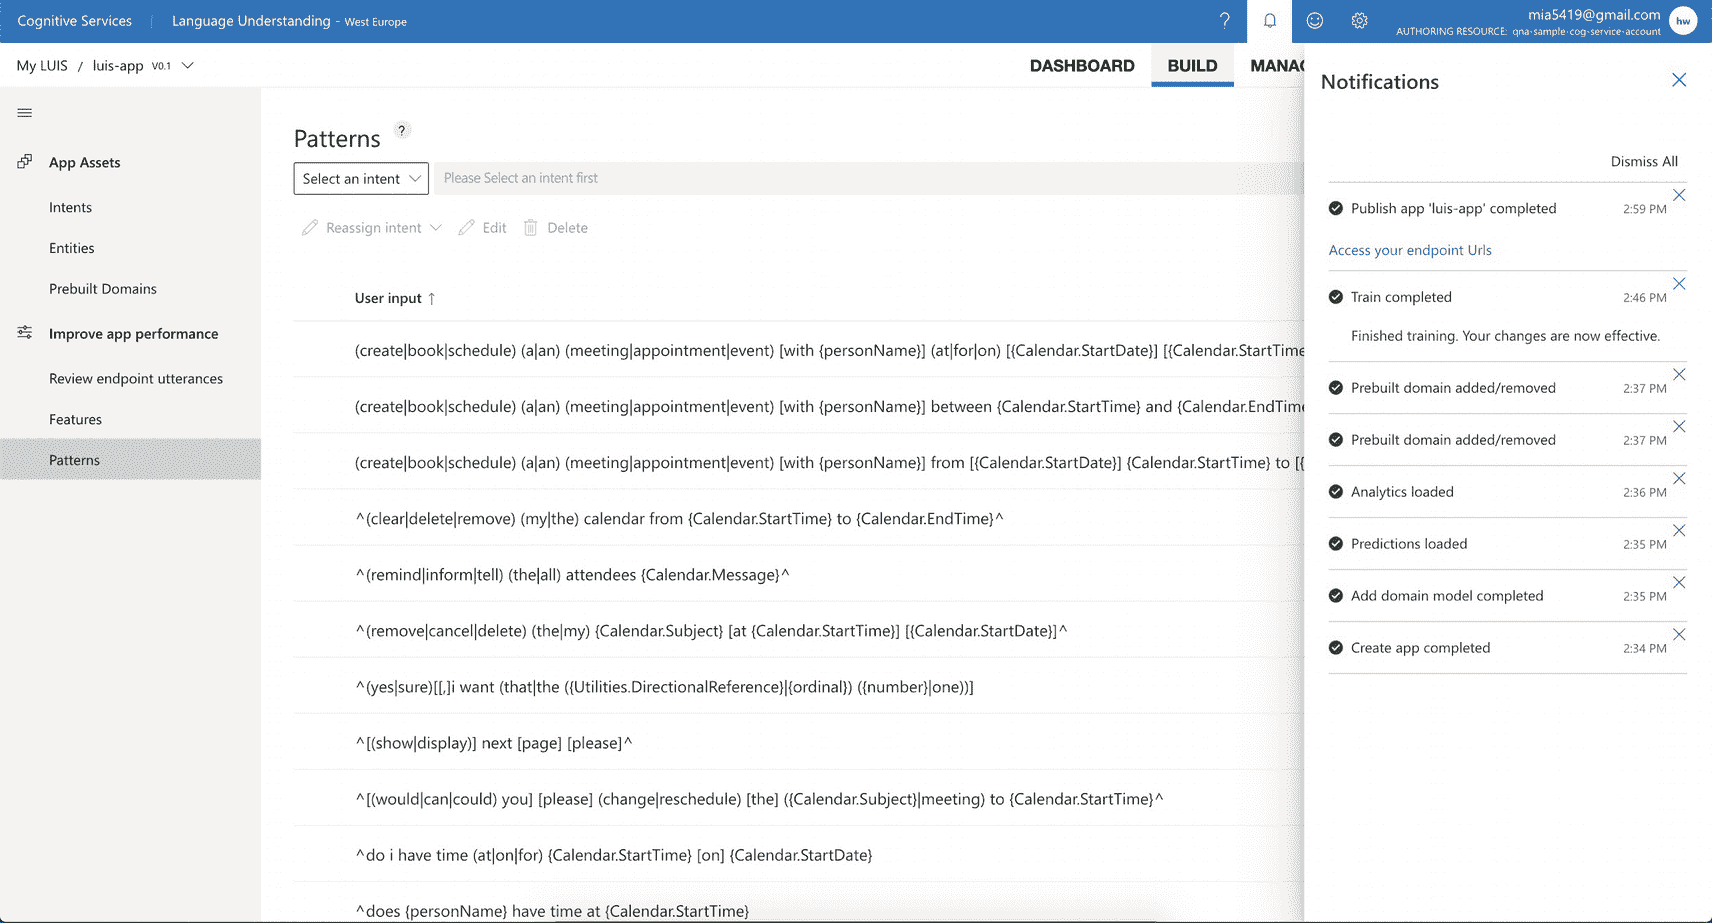 Cognitive Services
Language Understanding - West Europe
?
mia5419@gmail.com
AUTHORING RESOURCE: qna-sample-cog-service-account
hw
My LUIS / luis-app V0.1
DASHBOARD
BUILD
MANAG
App Assets
Intents
Entities
Prebuilt Domains
Improve app performance
Review endpoint utterances
Features
Patterns
Patterns ?
Select an intent
Please Select an intent first
Reassign intent
Edit
Delete
User input ↑
(create|book|schedule) (a|an) (meeting|appointment|event) [with {personName}] (at|for|on) [{Calendar.StartDate}] [{Calendar.StartTime
(create|book|schedule) (a|an) (meeting|appointment|event) [with {personName}] between {Calendar.StartTime} and {Calendar.EndTime
(create|book|schedule) (a|an) (meeting|appointment|event) [with {personName}] from [{Calendar.StartDate}] {Calendar.StartTime} to [{
^(clear|delete|remove) (my|the) calendar from {Calendar.StartTime} to {Calendar.EndTime}^
^(remind|inform|tell) (the|all) attendees {Calendar.Message}^
^(remove|cancel|delete) (the|my) {Calendar.Subject} [at {Calendar.StartTime}] [{Calendar.StartDate}]^
^(yes|sure)[[,]i want (that|the ({Utilities.DirectionalReference}|{ordinal}) ({number}|one))]
^[(show|display)] next [page] [please]^
^[(would|can|could) you] [please] (change|reschedule) [the] ({Calendar.Subject}|meeting) to {Calendar.StartTime}^
^do i have time (at|on|for) {Calendar.StartTime} [on] {Calendar.StartDate}
^does {personName} have time at {Calendar.StartTime}
Notifications
Dismiss All
Publish app 'luis-app' completed 2:59 PM
Access your endpoint Urls
Train completed 2:46 PM
Finished training. Your changes are now effective.
Prebuilt domain added/removed 2:37 PM
Prebuilt domain added/removed 2:37 PM
Analytics loaded 2:36 PM
Predictions loaded 2:35 PM
Add domain model completed 2:35 PM
Create app completed 2:34 PM